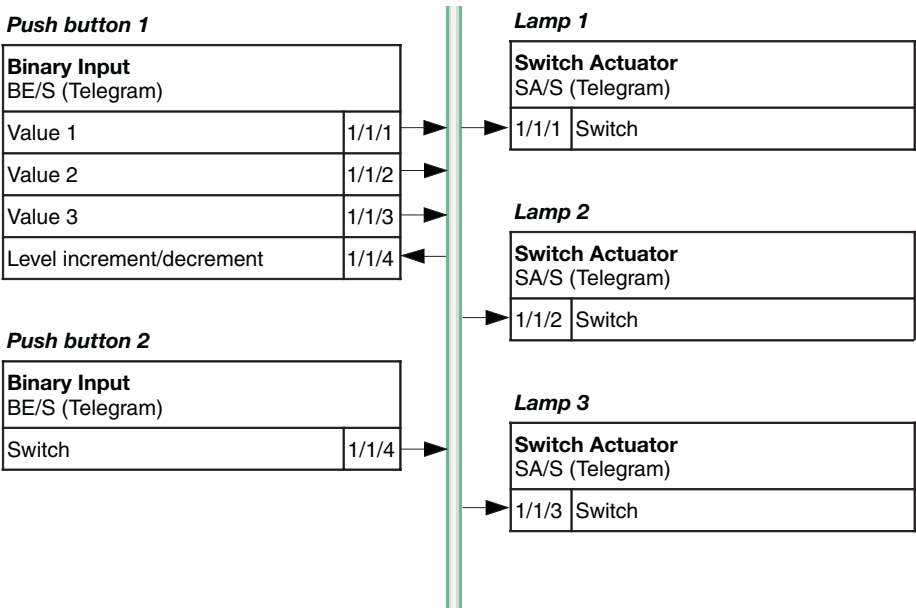 Push button 1
Binary Input
BE/S (Telegram)
Value 1 1/1/1
Value 2 1/1/2
Value 3 1/1/3
Level increment/decrement 1/1/4
Push button 2
Binary Input
BE/S (Telegram)
Switch 1/1/4
Lamp 1
Switch Actuator
SA/S (Telegram)
1/1/1 Switch
Lamp 2
Switch Actuator
SA/S (Telegram)
1/1/2 Switch
Lamp 3
Switch Actuator
SA/S (Telegram)
1/1/3 Switch